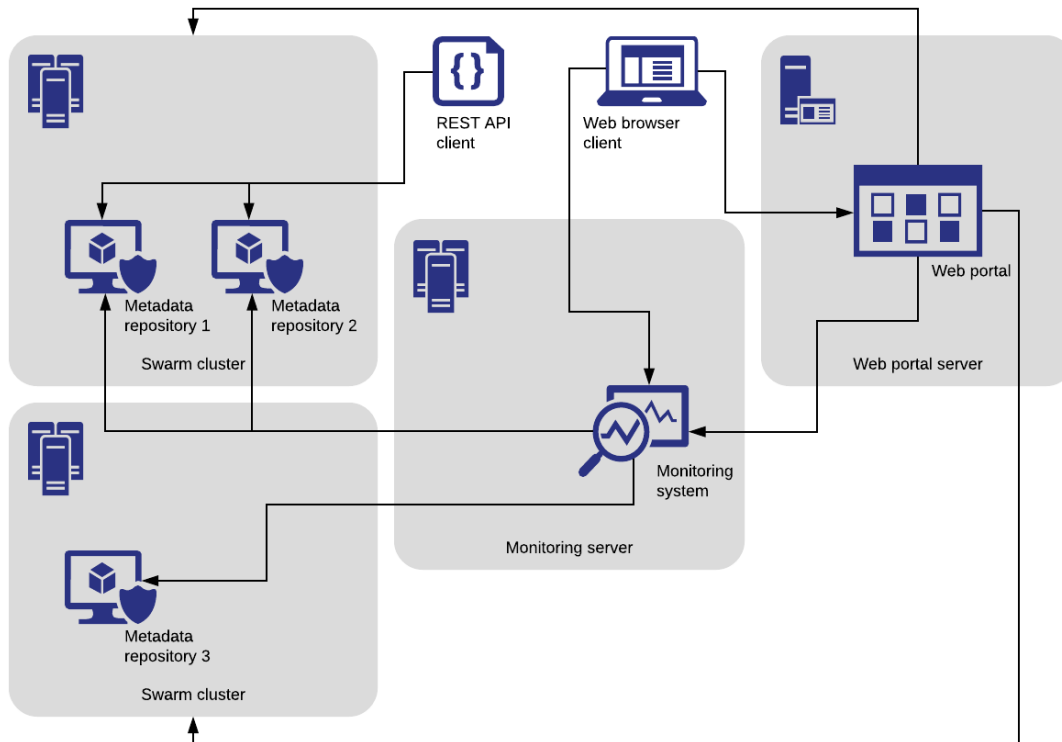 REST API
client
Web browser
client
Metadata
repository 1
Metadata
repository 2
Swarm cluster
Web portal
Web portal server
Monitoring
system
Monitoring server
Metadata
repository 3
Swarm cluster